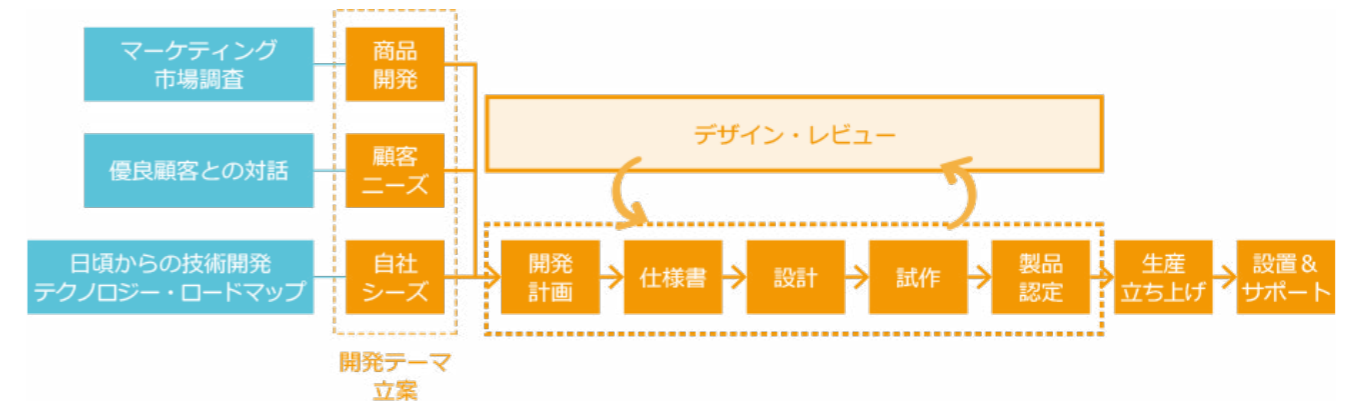 マーケティング
市場調査
商品
開発
優良顧客との対話
顧客
ニーズ
日頃からの技術開発
テクノロジー・ロードマップ
自社
シーズ
開発テーマ
立案
デザイン・レビュー
開発
計画
仕様書
設計
試作
製品
認定
生産
立ち上げ
設置＆
サポート